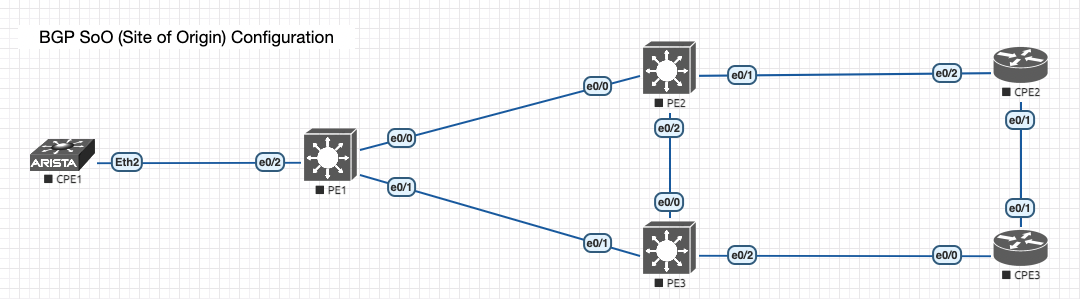 BGP SoO (Site of Origin) Configuration
e0/0
e0/1
e0/2
PE2
CPE2
e0/2
e0/1
e0/0
ARISTA
Eth2
e0/2
CPE1
PE1
e0/1
e0/0
e0/1
e0/1
e0/2
e0/0
PE3
CPE3